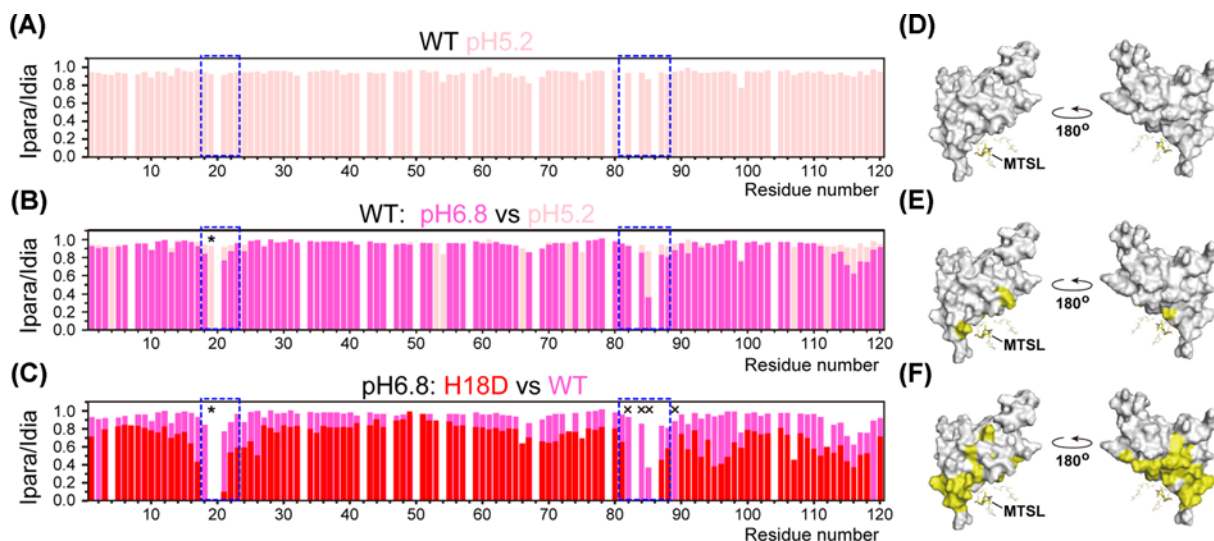 (A)
WT pH5.2
Ipara/Idia
1.0
0.8
0.6
0.4
0.2
0.0
10 20 30 40 50 60 70 80 90 100 110 120
Residue number
(D)
180°
MTSL
(B)
WT: pH6.8 vs pH5.2
*
Ipara/Idia
1.0
0.8
0.6
0.4
0.2
0.0
10 20 30 40 50 60 70 80 90 100 110 120
Residue number
(E)
180°
MTSL
(C)
pH6.8: H18D vs WT
* × × × ×
Ipara/Idia
1.0
0.8
0.6
0.4
0.2
0.0
10 20 30 40 50 60 70 80 90 100 110 120
Residue number
(F)
180°
MTSL